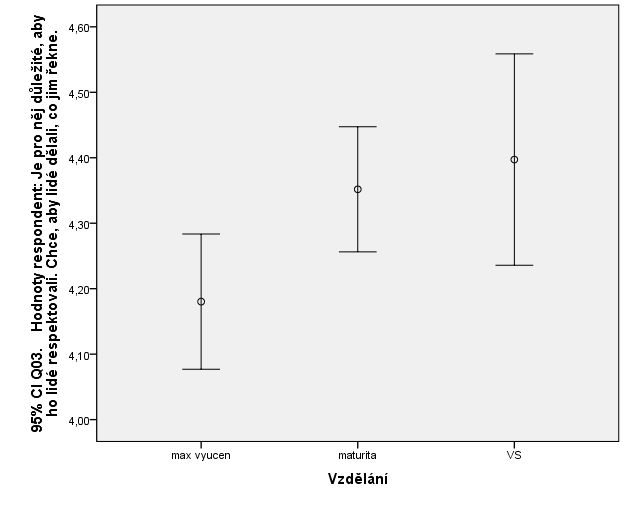 95% CI Q03. Hodnoty respondent: Je pro něj důležité, aby
ho lidé respektovali. Chce, aby lidé dělali, co jim řekne.
4,60
4,50
4,40
4,30
4,20
4,10
4,00
max vyucen
maturita
VS
Vzdělání